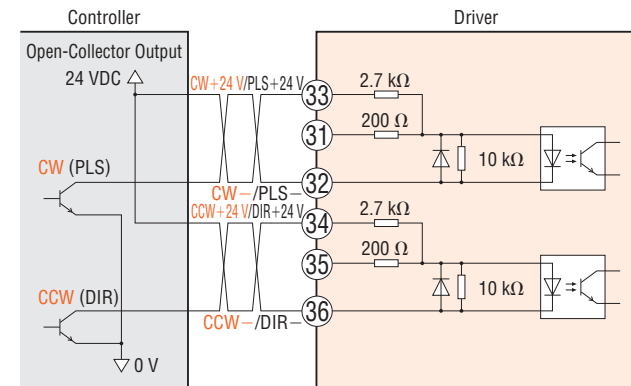 Controller
Driver
Open-Collector Output
24 VDC
CW+24 V/PLS+24 V
33
2.7 kΩ
31
200 Ω
10 kΩ
CW (PLS)
32
CW−/PLS−
CCW+24 V/DIR+24 V
34
2.7 kΩ
35
200 Ω
10 kΩ
CCW (DIR)
36
CCW−/DIR−
0 V